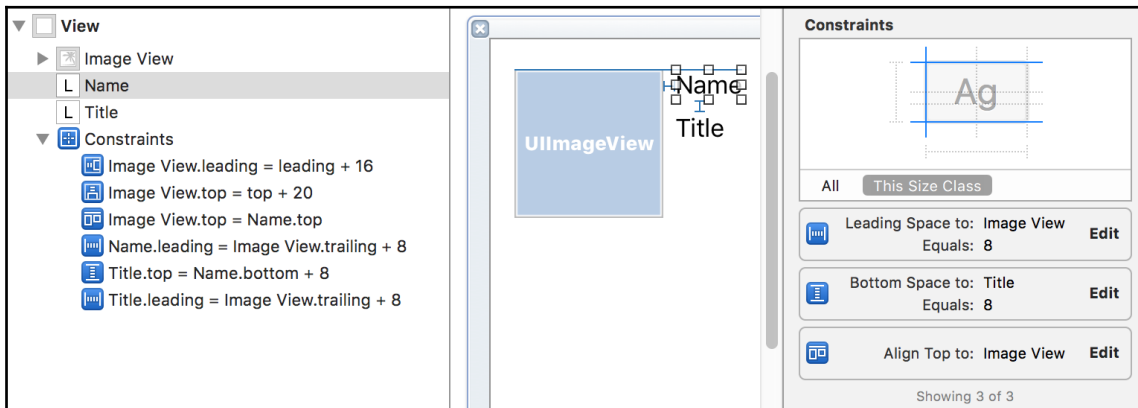 View
Image View
L Name
L Title
Constraints
Image View.leading = leading + 16
Image View.top = top + 20
Image View.top = Name.top
Name.leading = Image View.trailing + 8
Title.top = Name.bottom + 8
Title.leading = Image View.trailing + 8
UIImageView
Name
Title
Constraints
Ag
All This Size Class
Leading Space to: Image View Edit
Equals: 8
Bottom Space to: Title Edit
Equals: 8
Align Top to: Image View Edit
Showing 3 of 3